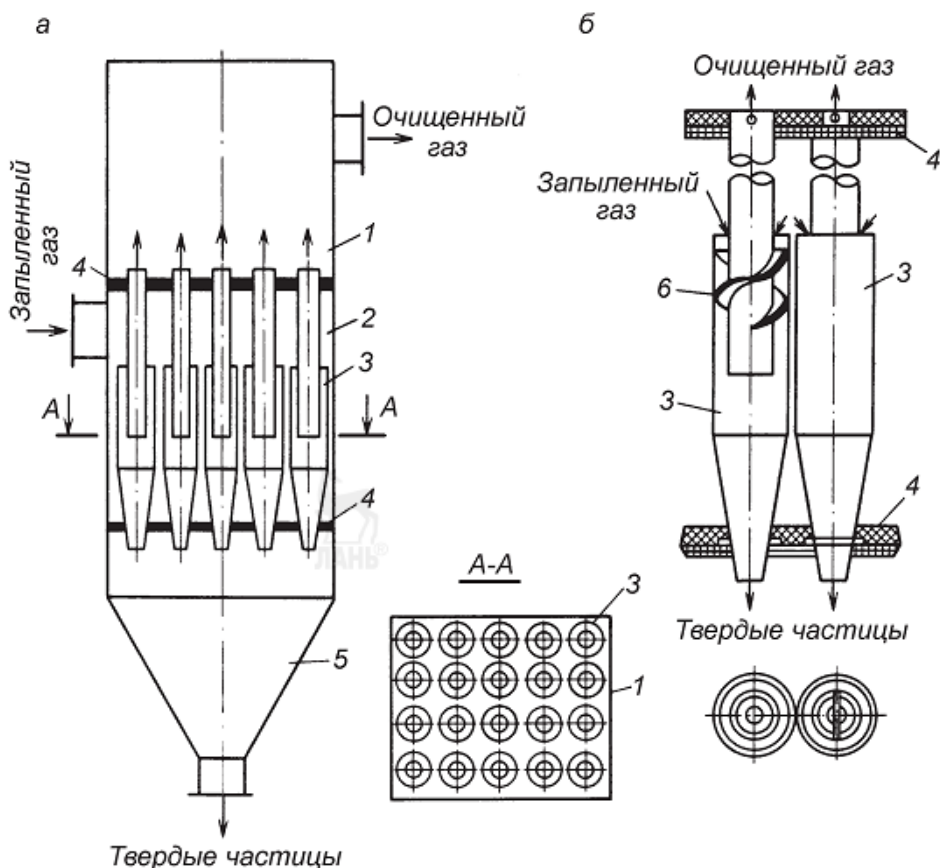 а
б
Очищенный газ
Очищенный
газ
4
Запыленный
газ
Запыленный
газ
1
4
2
3
6
3
А
А
3
4
4
ЛАНЬ®
А-А
3
Твердые частицы
5
1
Твердые частицы